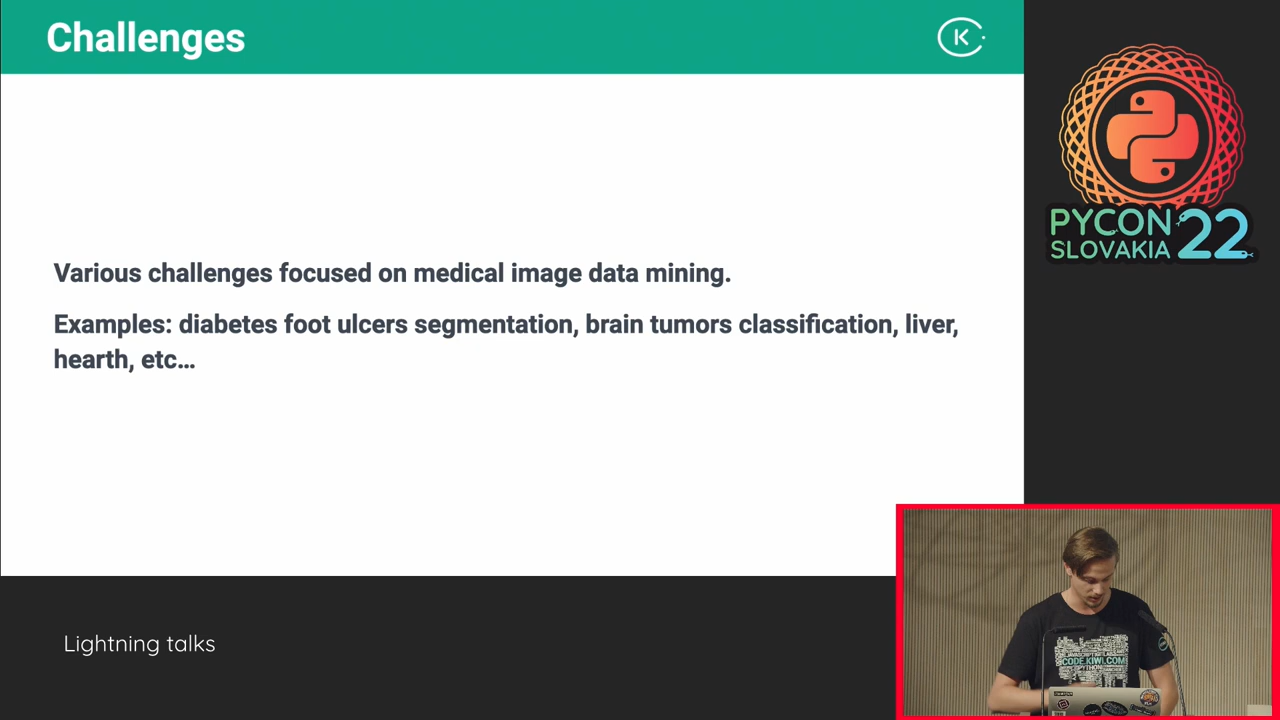 Challenges
K
Various challenges focused on medical image data mining.
Examples: diabetes foot ulcers segmentation, brain tumors classification, liver,
hearth, etc...
PYCON
SLOVAKIA
22
Lightning talks
CODE.KIWI.COM
PYTHON